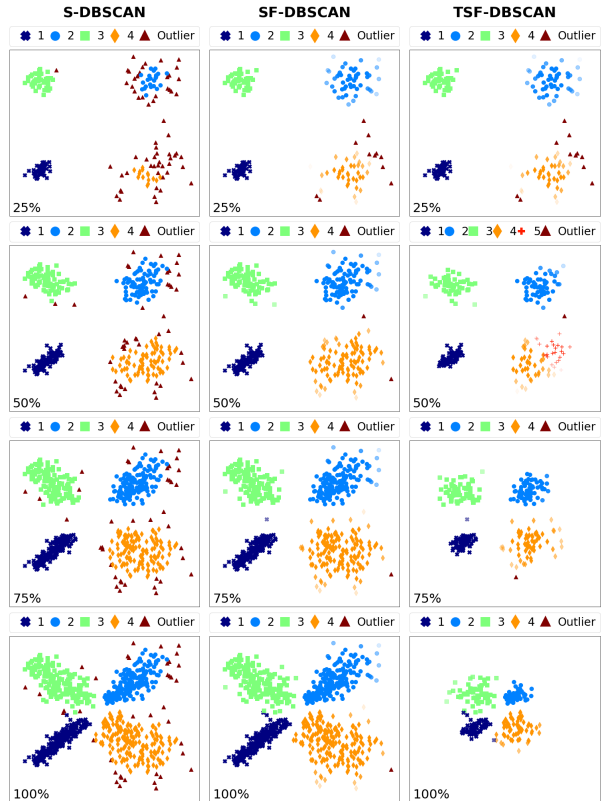 S-DBSCAN SF-DBSCAN TSF-DBSCAN
1 2 3 4 Outlier 1 2 3 4 Outlier 1 2 3 4 Outlier
25% 25% 25%
1 2 3 4 Outlier 1 2 3 4 Outlier 1 2 3 4 5 Outlier
50% 50% 50%
1 2 3 4 Outlier 1 2 3 4 Outlier 1 2 3 4 Outlier
75% 75% 75%
1 2 3 4 Outlier 1 2 3 4 Outlier 1 2 3 4 Outlier
100% 100% 100%